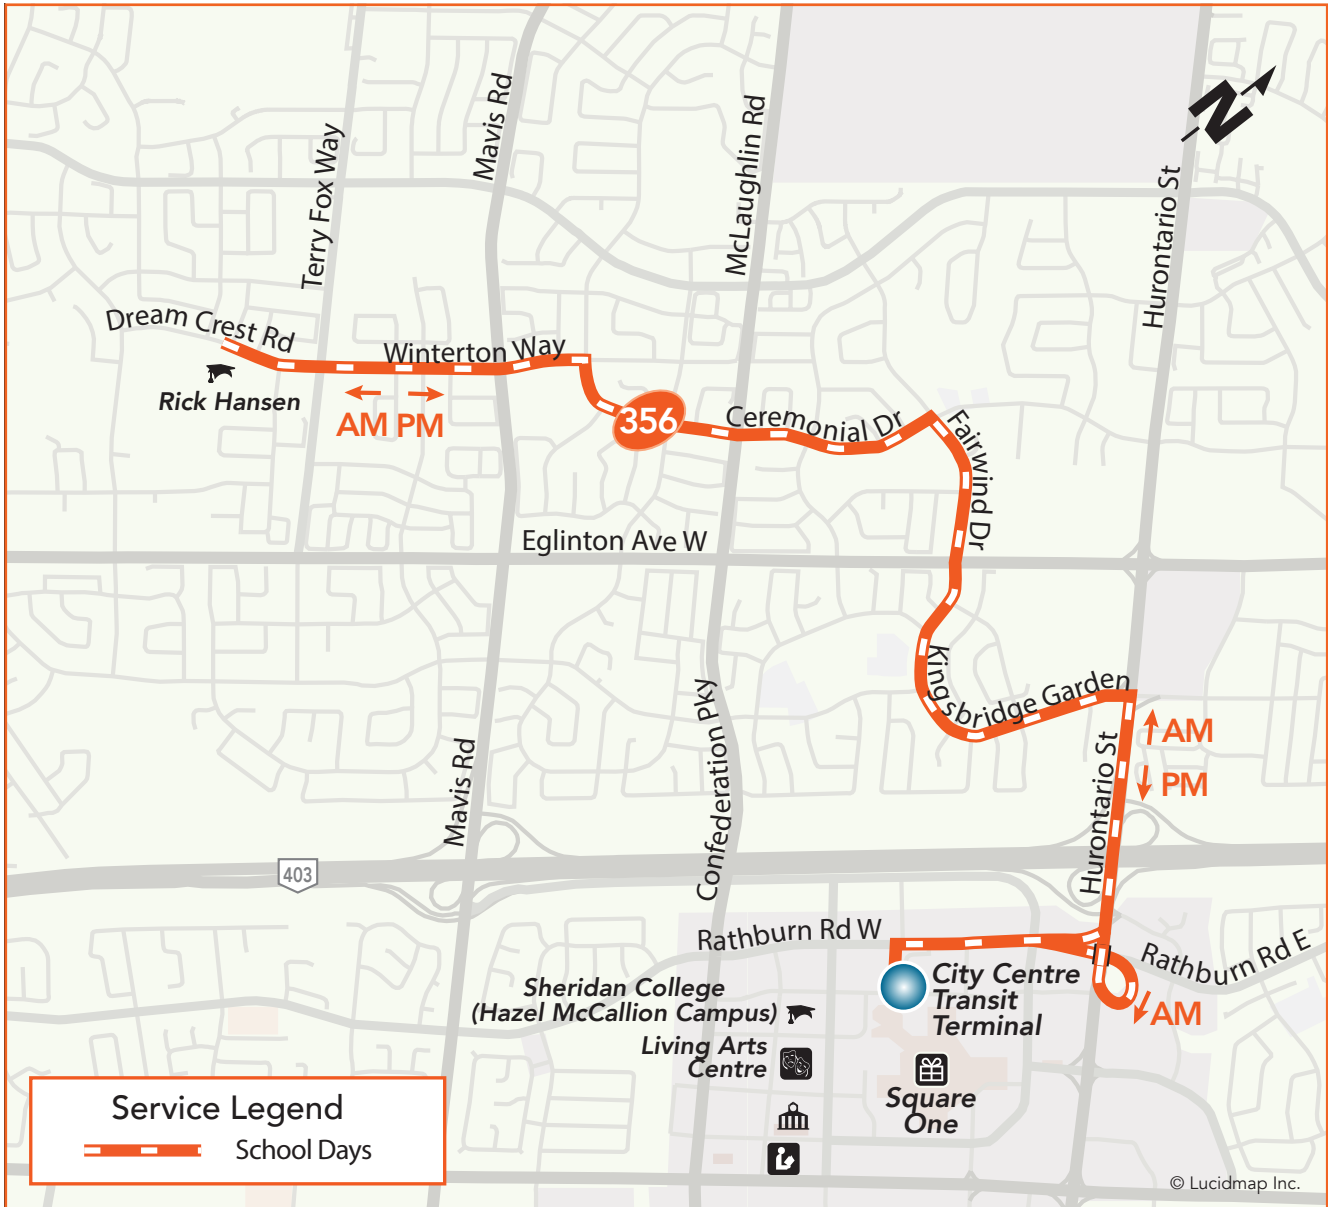 Mavis Rd
McLaughlin Rd
N
Terry Fox Way
Hurontario St
Dream Crest Rd
Winterton Way
Rick Hansen
AM PM
356
Ceremonial Dr
Fairwind Dr
Eglinton Ave W
Kingsbridge Garden
Confederation Pky
AM
PM
Mavis Rd
Hurontario St
403
Rathburn Rd W
Rathburn Rd E
City Centre
Transit
Terminal
AM
Sheridan College
(Hazel McCallion Campus)
Living Arts
Centre
Square
One
Service Legend
School Days
© Lucidmap Inc.